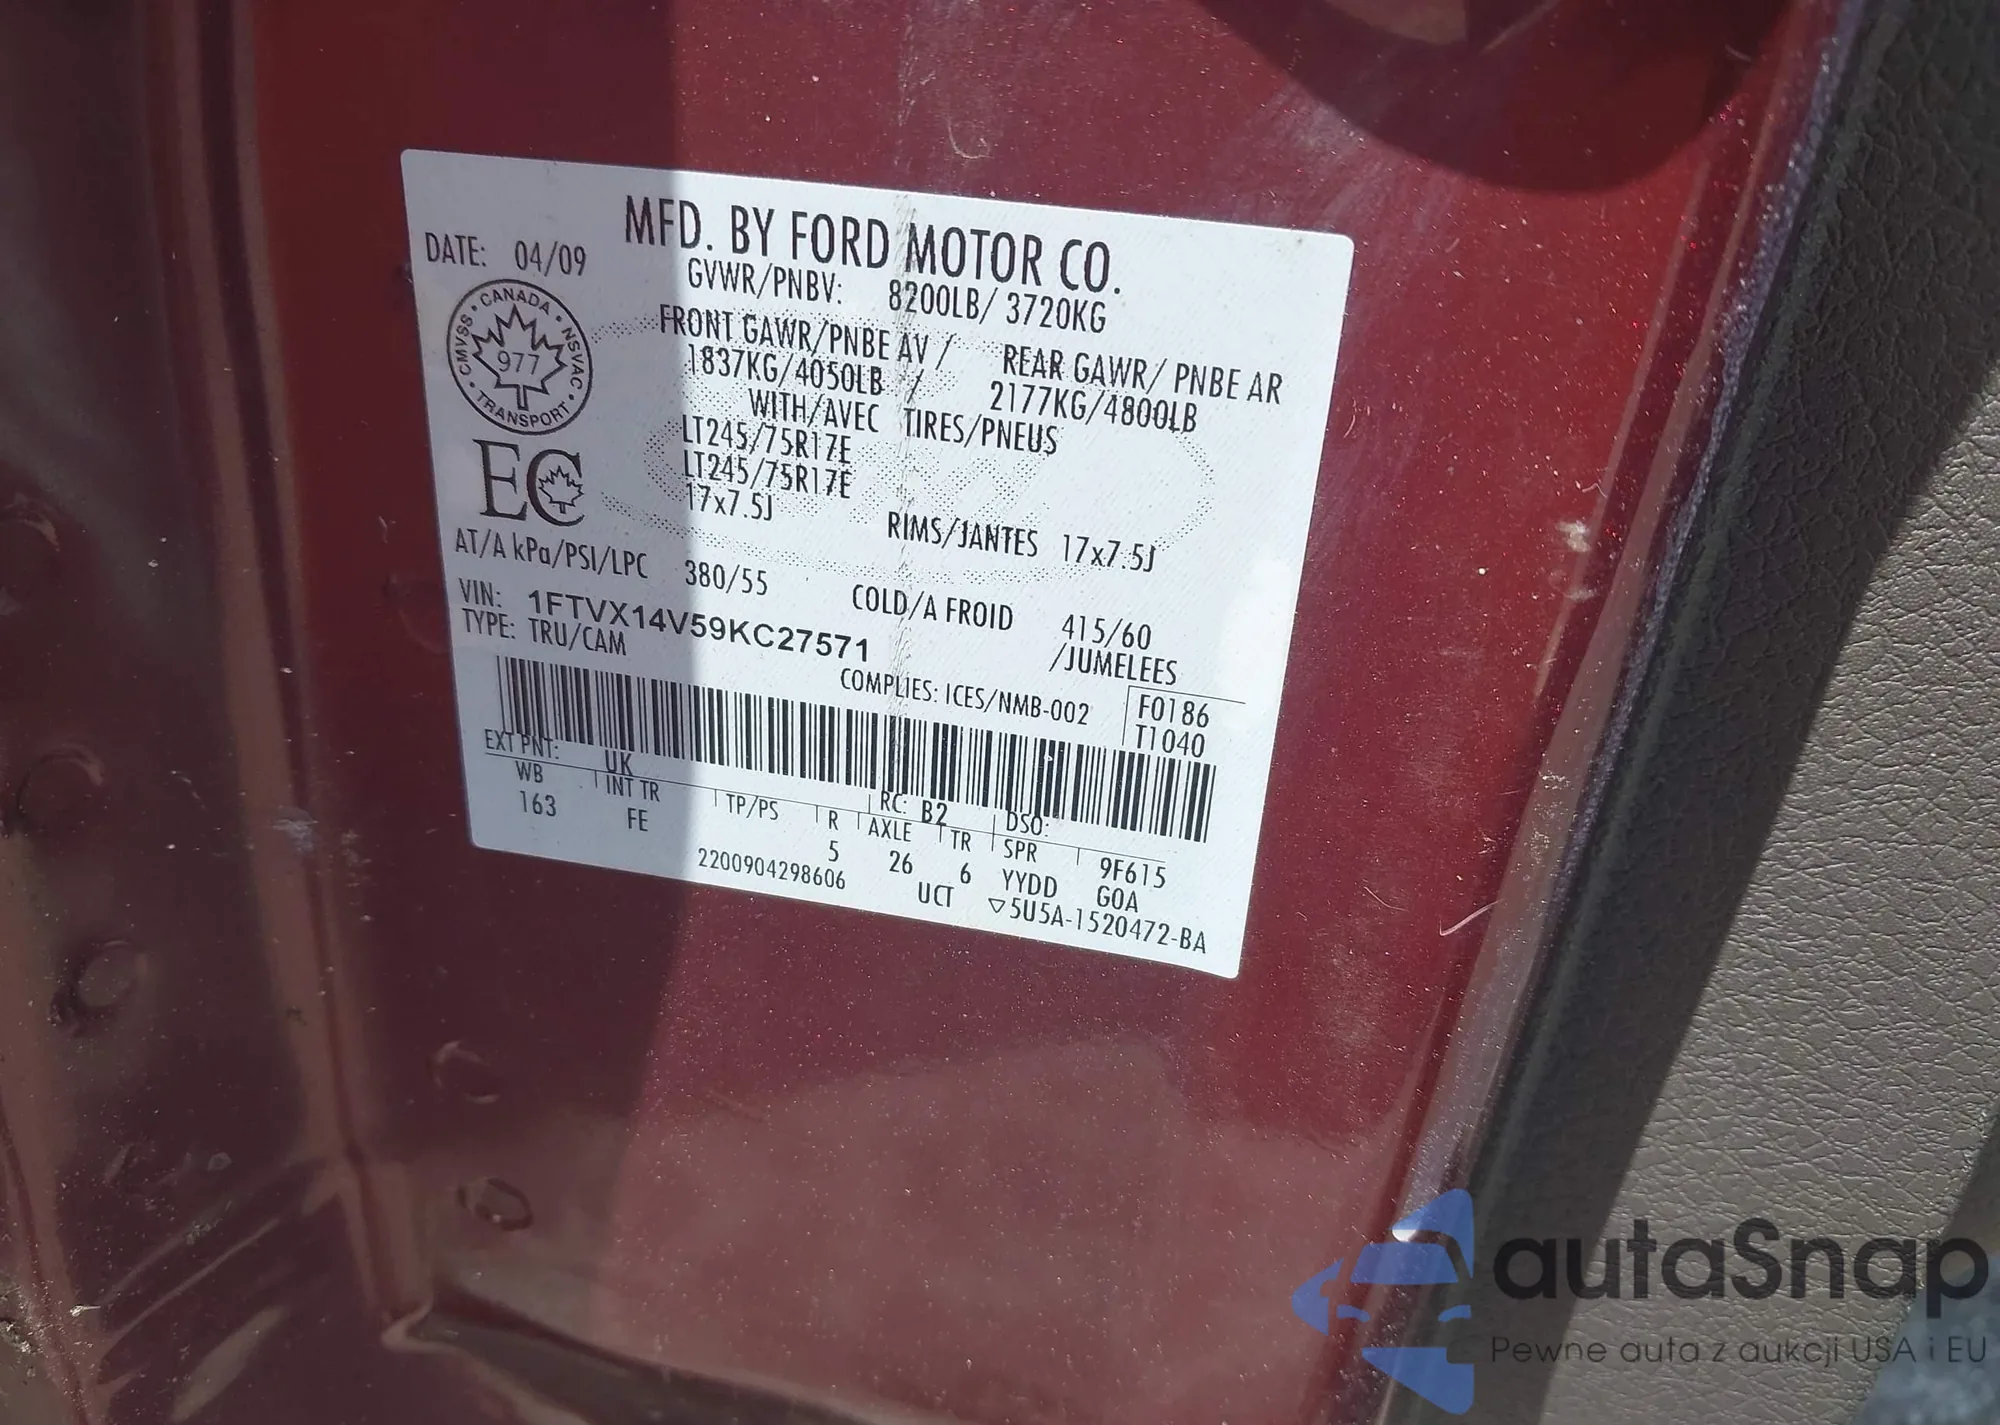 MFD. BY FORD MOTOR CO.
DATE: 04/09
GVWR/PNBV: 8200LB/ 3720KG
CANADA • NSVAC • TRANSPORT • CMVSS •
977
FRONT GAWR/PNBE AV / REAR GAWR/ PNBE AR
1837KG/4050LB / 2177KG/4800LB
WITH/AVEC TIRES/PNEUS
LT245/75R17E
LT245/75R17E
EC
17x7.5J RIMS/JANTES 17x7.5J
AT/A kPa/PSI/LPC 380/55 COLD/A FROID 415/60
VIN: 1FTVX14V59KC27571 /JUMELEES
TYPE: TRU/CAM
COMPLIES: ICES/NMB-002 F0186
T1040
EXT PNT: UK RC: B2 DSO:
WB INT TR TP/PS R AXLE TR SPR 9F615
163 FE 5 26 6 YYDD GOA
2200904298606 UCT ▽5U5A-1520472-BA
autaSnap
Pewne auta z aukcji USA i EU